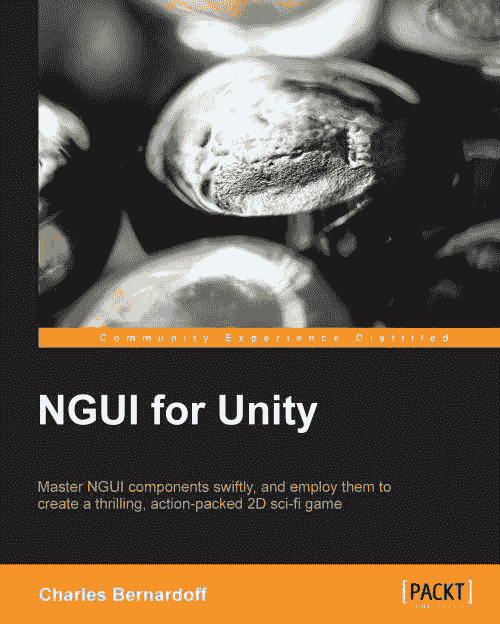 Community Experience Distilled
NGUI for Unity
Master NGUI components swiftly, and employ them to
create a thrilling, action-packed 2D sci-fi game
Charles Bernardoff
[PACKT]